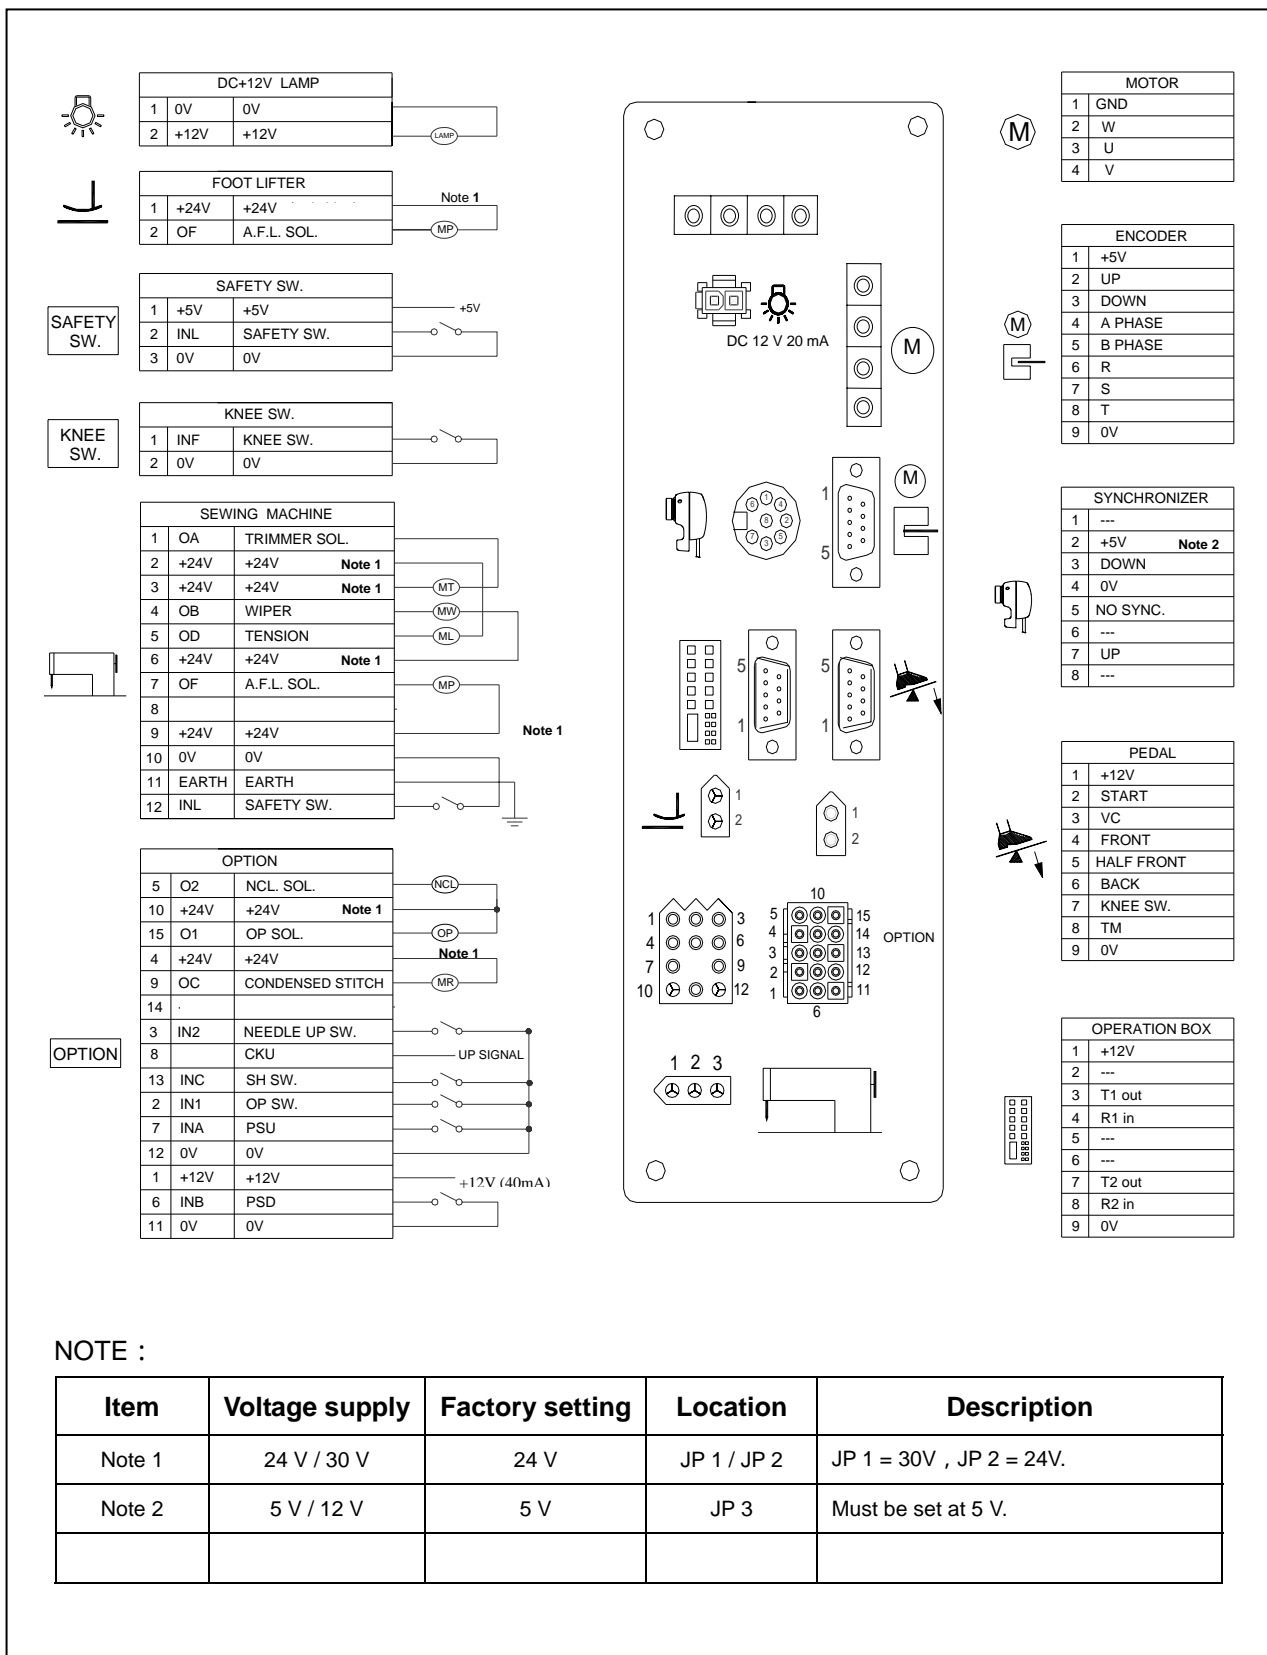 DC+12V LAMP
1 0V 0V
2 +12V +12V
LAMP
FOOT LIFTER
Note 1
1 +24V +24V
2 OF A.F.L. SOL.
MP
SAFETY SW.
SAFETY SW.
1 +5V +5V
+5V
2 INL SAFETY SW.
3 0V 0V
KNEE SW.
KNEE SW.
1 INF KNEE SW.
2 0V 0V
SEWING MACHINE
1 OA TRIMMER SOL.
2 +24V +24V Note 1
3 +24V +24V Note 1 MT
4 OB WIPER MW
5 OD TENSION ML
6 +24V +24V Note 1
7 OF A.F.L. SOL. MP
8
9 +24V +24V Note 1
10 0V 0V
11 EARTH EARTH
12 INL SAFETY SW.
OPTION
OPTION
5 O2 NCL. SOL. NCL
10 +24V +24V Note 1
15 O1 OP SOL. OP
4 +24V +24V Note 1
9 OC CONDENSED STITCH MR
14
3 IN2 NEEDLE UP SW.
8 CKU UP SIGNAL
13 INC SH SW.
2 IN1 OP SW.
7 INA PSU
12 0V 0V
1 +12V +12V +12V (40mA)
6 INB PSD
11 0V 0V
DC 12 V 20 mA
M
M
1
5
6 1 4
8 2
7 3 5
5
1
5
1
1
2
1
2
1 3
4 6
7 9
10 12
10
5 15
4 14
3 13
2 12
1 11
6
OPTION
1 2 3
M
MOTOR
1 GND
2 W
3 U
4 V
M
ENCODER
1 +5V
2 UP
3 DOWN
4 A PHASE
5 B PHASE
6 R
7 S
8 T
9 0V
SYNCHRONIZER
1 ---
2 +5V Note 2
3 DOWN
4 0V
5 NO SYNC.
6 ---
7 UP
8 ---
PEDAL
1 +12V
2 START
3 VC
4 FRONT
5 HALF FRONT
6 BACK
7 KNEE SW.
8 TM
9 0V
OPERATION BOX
1 +12V
2 ---
3 T1 out
4 R1 in
5 ---
6 ---
7 T2 out
8 R2 in
9 0V
NOTE :
Item Voltage supply Factory setting Location Description
Note 1 24 V / 30 V 24 V JP 1 / JP 2 JP 1 = 30V , JP 2 = 24V.
Note 2 5 V / 12 V 5 V JP 3 Must be set at 5 V.